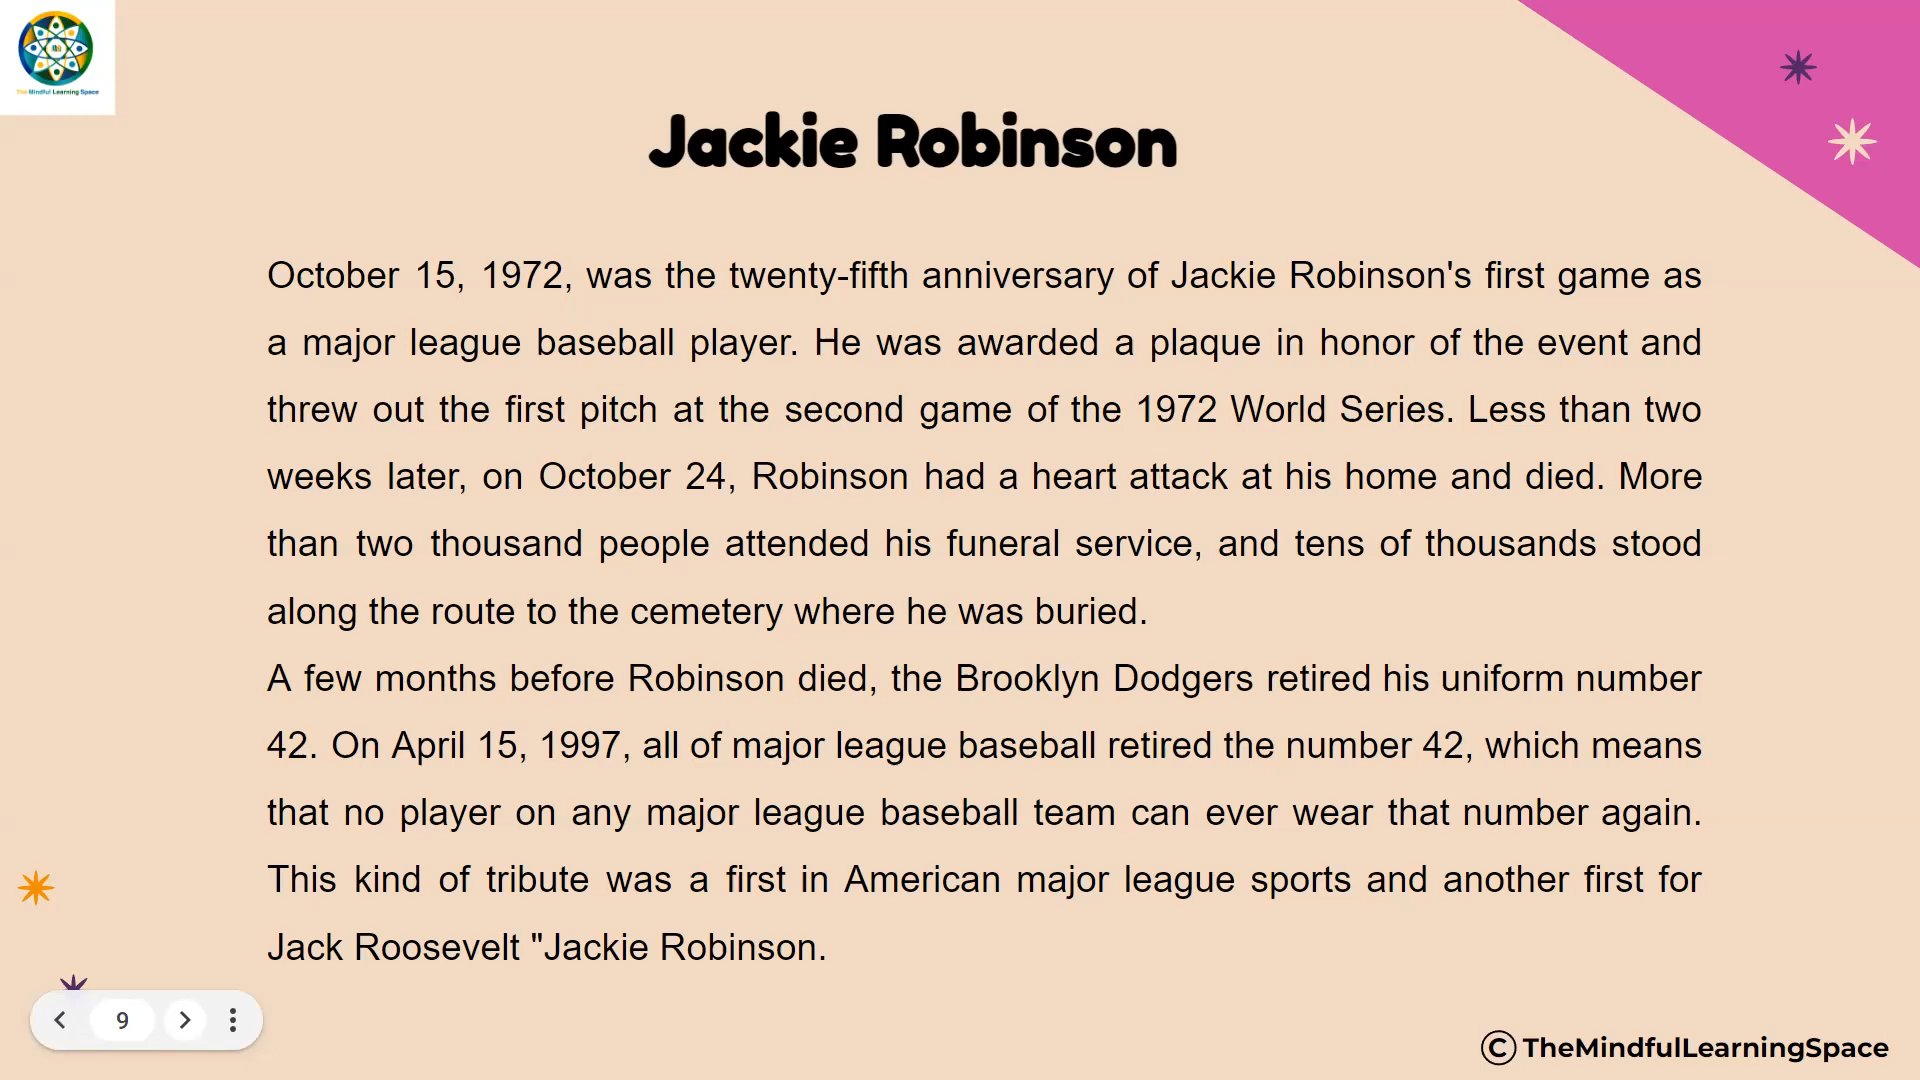 The Mindful Learning Space
Jackie Robinson
October 15, 1972, was the twenty-fifth anniversary of Jackie Robinson's first game as
a major league baseball player. He was awarded a plaque in honor of the event and
threw out the first pitch at the second game of the 1972 World Series. Less than two
weeks later, on October 24, Robinson had a heart attack at his home and died. More
than two thousand people attended his funeral service, and tens of thousands stood
along the route to the cemetery where he was buried.
A few months before Robinson died, the Brooklyn Dodgers retired his uniform number
42. On April 15, 1997, all of major league baseball retired the number 42, which means
that no player on any major league baseball team can ever wear that number again.
This kind of tribute was a first in American major league sports and another first for
Jack Roosevelt "Jackie Robinson.
9
© TheMindfulLearningSpace